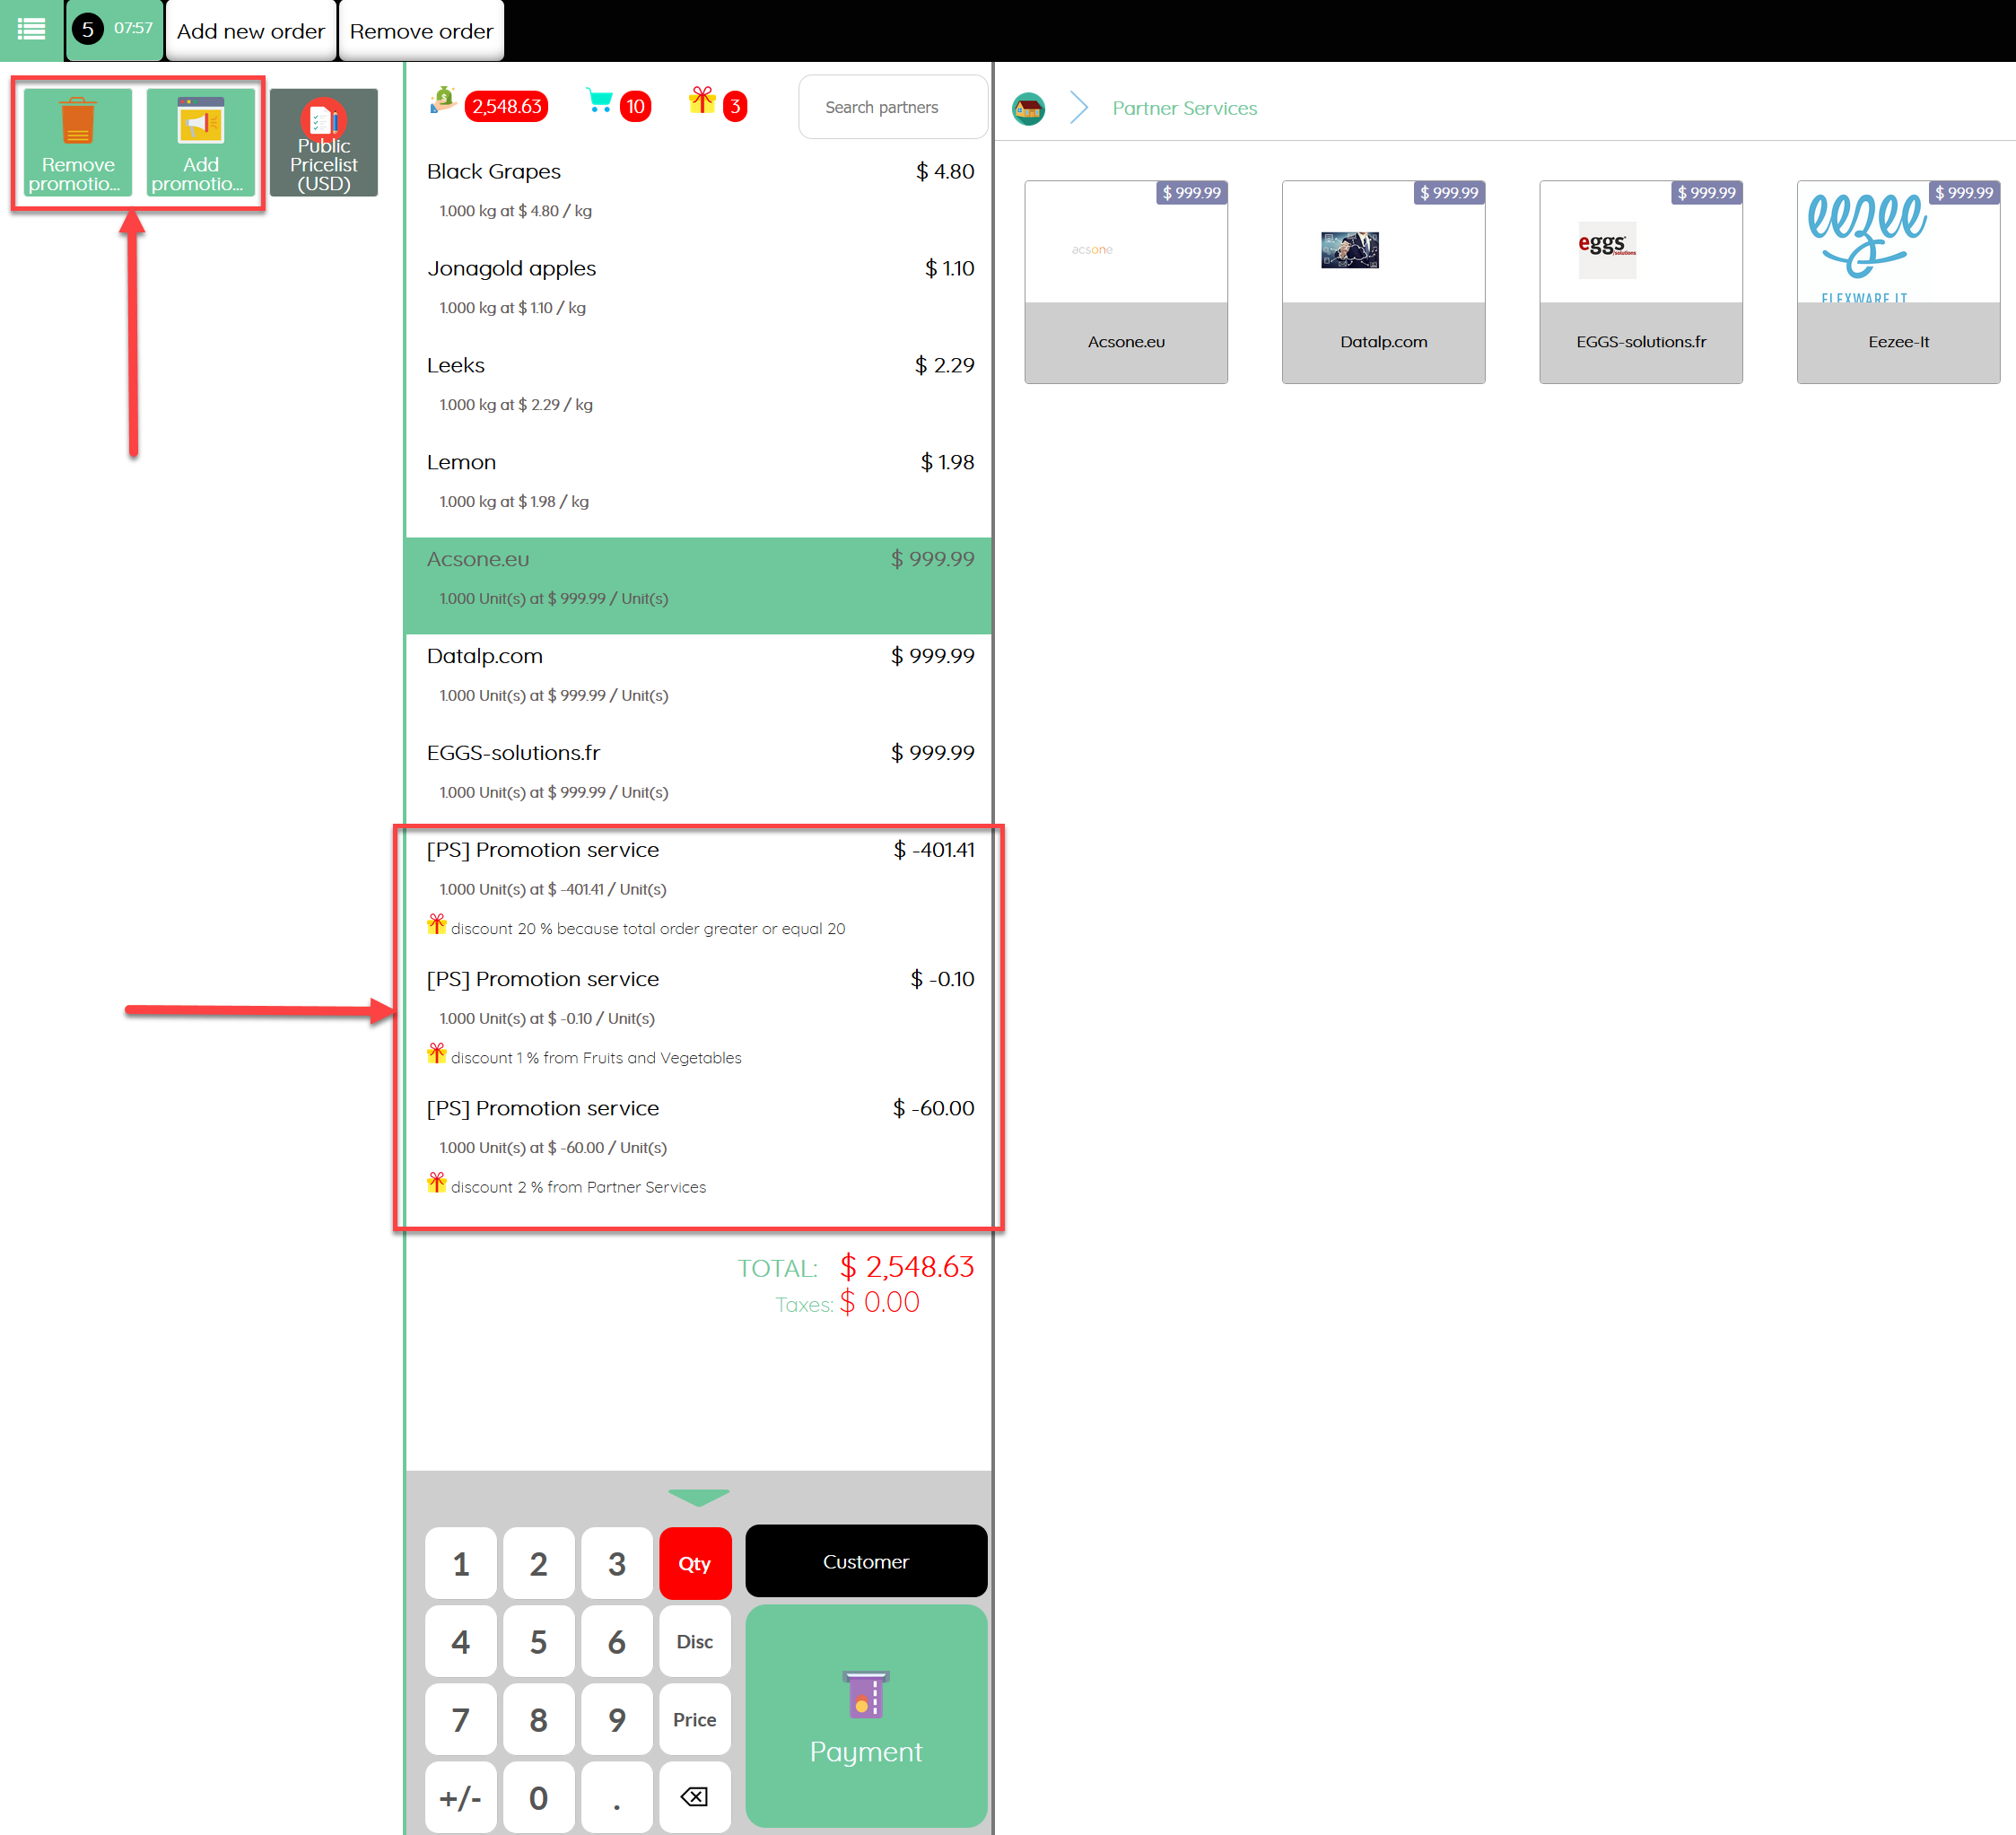 5 07:57 Add new order Remove order
Remove
promotio...
Add
promotio...
Public
Pricelist
(USD)
2,548.63 10 3 Search partners
Black Grapes $ 4.80
1.000 kg at $ 4.80 / kg
Jonagold apples $ 1.10
1.000 kg at $ 1.10 / kg
Leeks $ 2.29
1.000 kg at $ 2.29 / kg
Lemon $ 1.98
1.000 kg at $ 1.98 / kg
Acsone.eu $ 999.99
1.000 Unit(s) at $ 999.99 / Unit(s)
Datalp.com $ 999.99
1.000 Unit(s) at $ 999.99 / Unit(s)
EGGS-solutions.fr $ 999.99
1.000 Unit(s) at $ 999.99 / Unit(s)
[PS] Promotion service $ -401.41
1.000 Unit(s) at $ -401.41 / Unit(s)
discount 20 % because total order greater or equal 20
[PS] Promotion service $ -0.10
1.000 Unit(s) at $ -0.10 / Unit(s)
discount 1 % from Fruits and Vegetables
[PS] Promotion service $ -60.00
1.000 Unit(s) at $ -60.00 / Unit(s)
discount 2 % from Partner Services
TOTAL: $ 2,548.63
Taxes: $ 0.00
1 2 3 Qty Customer
4 5 6 Disc
7 8 9 Price
Payment
+/- 0 .
Partner Services
$ 999.99 $ 999.99 $ 999.99 $ 999.99
acsone
eggs
solutions
eezee
FLEXWARE IT
Acsone.eu Datalp.com EGGS-solutions.fr Eezee-It